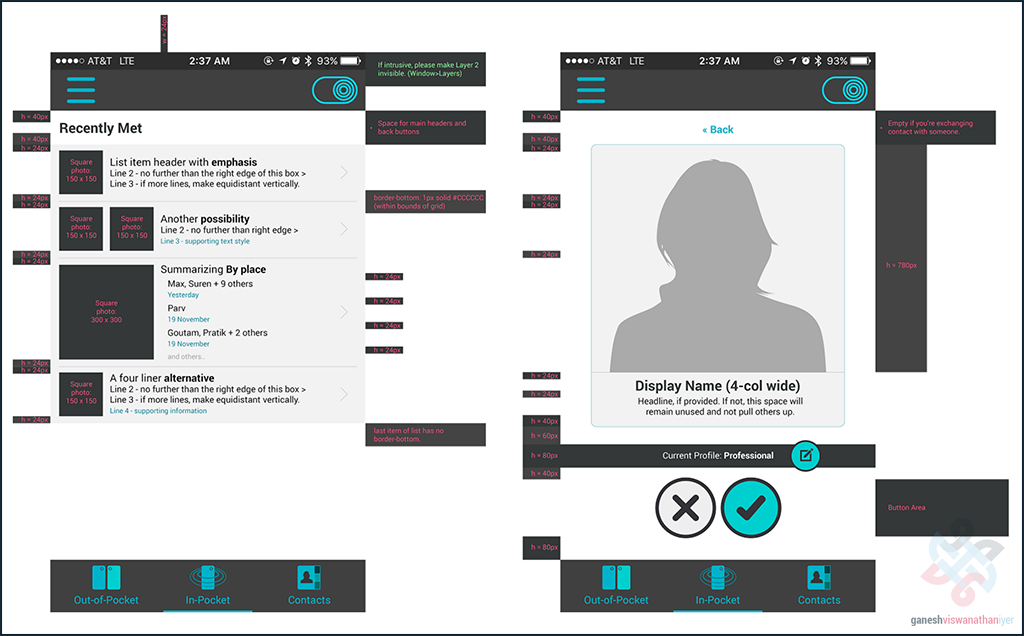 w = 24px
AT&T LTE 2:37 AM 93%
If intrusive, please make Layer 2
invisible. (Window>Layers)
h = 40px
Space for main headers and
back buttons
Recently Met
h = 40px
h = 24px
Square
photo:
150 x 150
List item header with emphasis
Line 2 - no further than the right edge of this box >
Line 3 - if more lines, make equidistant vertically.
h = 24px
h = 24px
border-bottom: 1px solid #CCCCCC
(within bounds of grid)
Square
photo:
150 x 150
Square
photo:
150 x 150
Another possibility
Line 2 - no further than right edge >
Line 3 - supporting text style
h = 24px
h = 24px
Square
photo:
300 x 300
Summarizing By place
Max, Suren + 9 others
Yesterday
Parv
19 November
Goutam, Pratik + 2 others
19 November
and others..
h = 24px
h = 24px
h = 24px
h = 24px
h = 24px
h = 24px
Square
photo:
150 x 150
A four liner alternative
Line 2 - no further than the right edge of this box >
Line 3 - if more lines, make equidistant vertically.
Line 4 - supporting information
h = 24px
last item of list has no
border-bottom.
Out-of-Pocket In-Pocket Contacts
AT&T LTE 2:37 AM 93%
h = 40px
Empty if you're exchanging
contact with someone.
« Back
h = 40px
h = 24px
h = 24px
h = 24px
h = 24px
h = 780px
h = 24px
Display Name (4-col wide)
h = 24px
Headline, if provided. If not, this space will
remain unused and not pull others up.
h = 40px
h = 60px
h = 80px
Current Profile: Professional
h = 40px
Button Area
h = 80px
Out-of-Pocket In-Pocket Contacts
ganeshviswanathaniyer